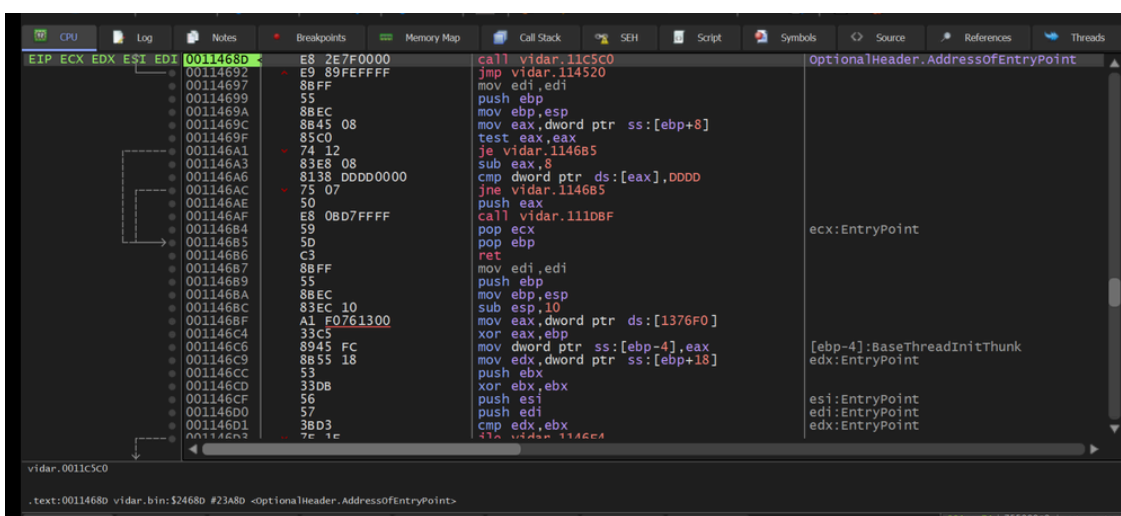 CPU Log Notes Breakpoints Memory Map Call Stack SEH Script Symbols Source References Threads
EIP ECX EDX ESI EDI 0011468D E8 2E7F0000 call vidar.11C5C0 OptionalHeader.AddressOfEntryPoint
00114692 E9 89FEFFFF jmp vidar.114520
00114697 8BFF mov edi,edi
00114699 55 push ebp
0011469A 8BEC mov ebp,esp
0011469C 8B45 08 mov eax,dword ptr ss:[ebp+8]
0011469F 85C0 test eax,eax
001146A1 74 12 je vidar.1146B5
001146A3 83E8 08 sub eax,8
001146A6 8138 DDDD0000 cmp dword ptr ds:[eax],DDDD
001146AC 75 07 jne vidar.1146B5
001146AE 50 push eax
001146AF E8 0BD7FFFF call vidar.111DBF
001146B4 59 pop ecx ecx:EntryPoint
001146B5 5D pop ebp
001146B6 C3 ret
001146B7 8BFF mov edi,edi
001146B9 55 push ebp
001146BA 8BEC mov ebp,esp
001146BC 83EC 10 sub esp,10
001146BF A1 F0761300 mov eax,dword ptr ds:[1376F0]
001146C4 33C5 xor eax,ebp
001146C6 8945 FC mov dword ptr ss:[ebp-4],eax [ebp-4]:BaseThreadInitThunk
001146C9 8B55 18 mov edx,dword ptr ss:[ebp+18] edx:EntryPoint
001146CC 53 push ebx
001146CD 33DB xor ebx,ebx
001146CF 56 push esi esi:EntryPoint
001146D0 57 push edi edi:EntryPoint
001146D1 3BD3 cmp edx,ebx edx:EntryPoint
001146D3 7E 1F jle vidar.1146F4
vidar.0011C5C0
.text:0011468D vidar.bin:$2468D #23A8D <OptionalHeader.AddressOfEntryPoint>